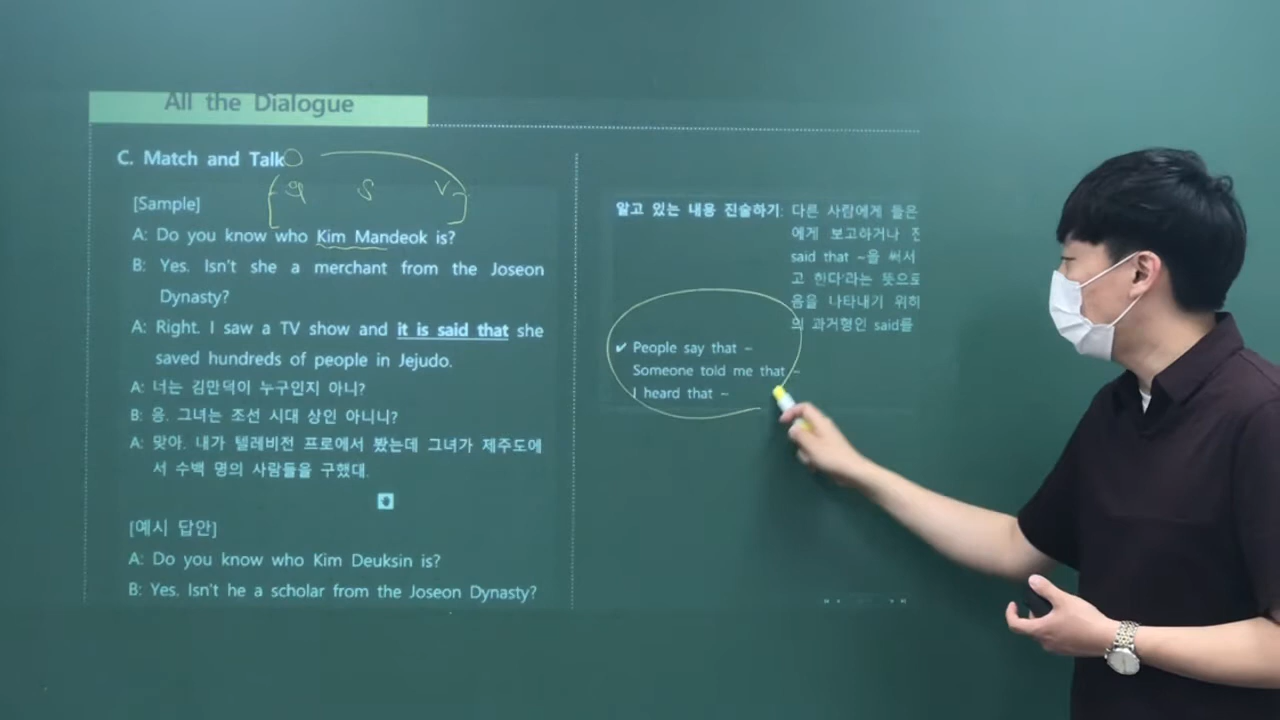 All the Dialogue
C. Match and Talk
의 S V
[Sample]
A: Do you know who Kim Mandeok is?
B: Yes. Isn't she a merchant from the Joseon
Dynasty?
A: Right. I saw a TV show and it is said that she
saved hundreds of people in Jejudo.
A: 너는 김만덕이 누구인지 아니?
B: 응. 그녀는 조선 시대 상인 아니니?
A: 맞아. 내가 텔레비전 프로에서 봤는데 그녀가 제주도에
서 수백 명의 사람들을 구했대.
[예시 답안]
A: Do you know who Kim Deuksin is?
B: Yes. Isn't he a scholar from the Joseon Dynasty?
알고 있는 내용 진술하기: 다른 사람에게 들은
에게 보고하거나 진
said that ~을 써서
고 한다'라는 뜻으로
음을 나타내기 위하
의 과거형인 said를
✔ People say that ~
Someone told me that ~
I heard that ~